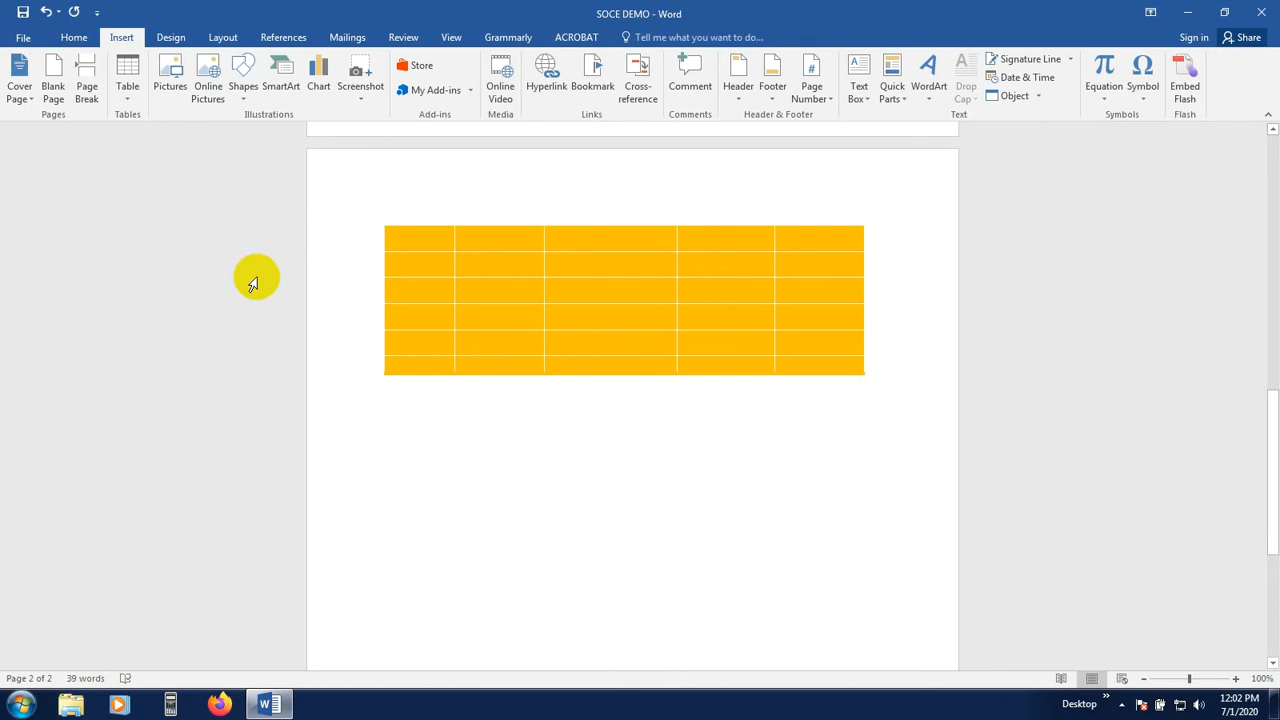 SOCE DEMO - Word
File Home Insert Design Layout References Mailings Review View Grammarly ACROBAT Tell me what you want to do... Sign in Share
Cover Page Blank Page Page Break
Pages
Table
Tables
Pictures Online Pictures Shapes SmartArt Chart Screenshot
Illustrations
Store
My Add-ins
Add-ins
Online Video
Media
Hyperlink Bookmark Cross-reference
Links
Comment
Comments
Header Footer Page Number
Header & Footer
Text Box Quick Parts WordArt Drop Cap
Signature Line
Date & Time
Object
Text
Equation Symbol
Symbols
Embed Flash
Flash
Page 2 of 2 39 words 100%
Desktop
12:02 PM
7/1/2020